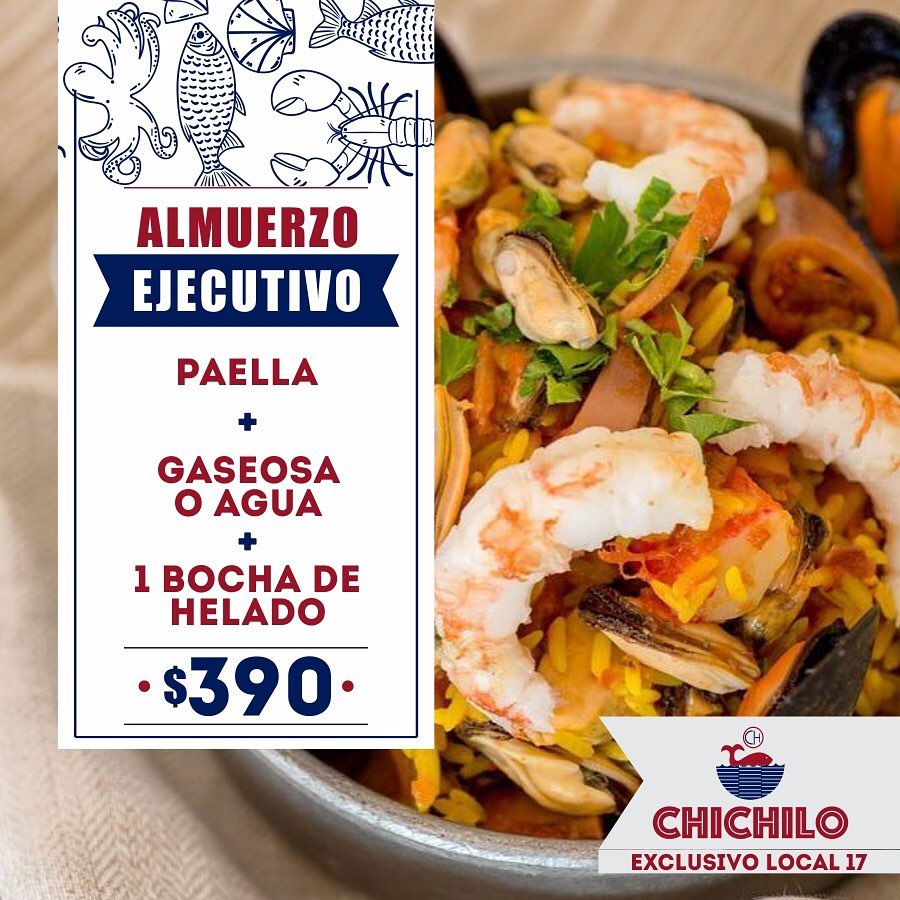 ALMUERZO
EJECUTIVO
PAELLA
+
GASEOSA
O AGUA
+
1 BOCHA DE
HELADO
• $390 •
CH
CHICHILO
EXCLUSIVO LOCAL 17